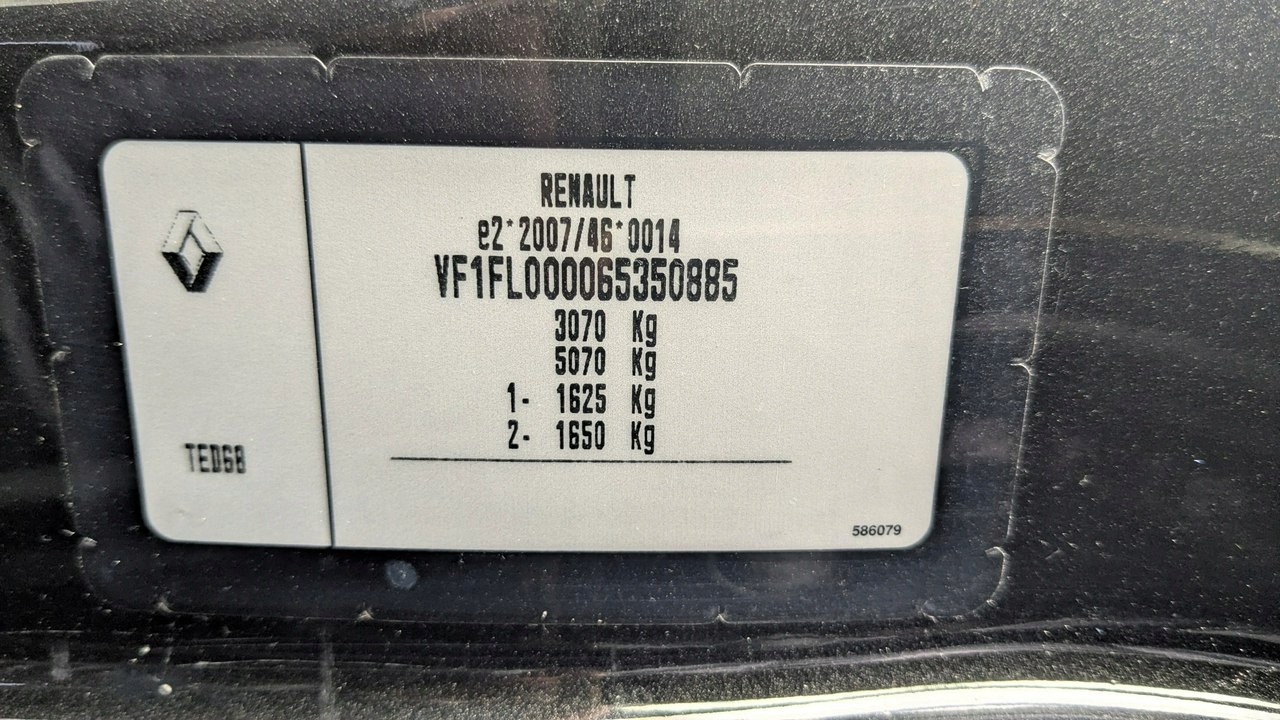 RENAULT
e2*2007/46*0014
VF1FL000065350885
3070 Kg
5070 Kg
1- 1625 Kg
2- 1650 Kg
TED68
586079